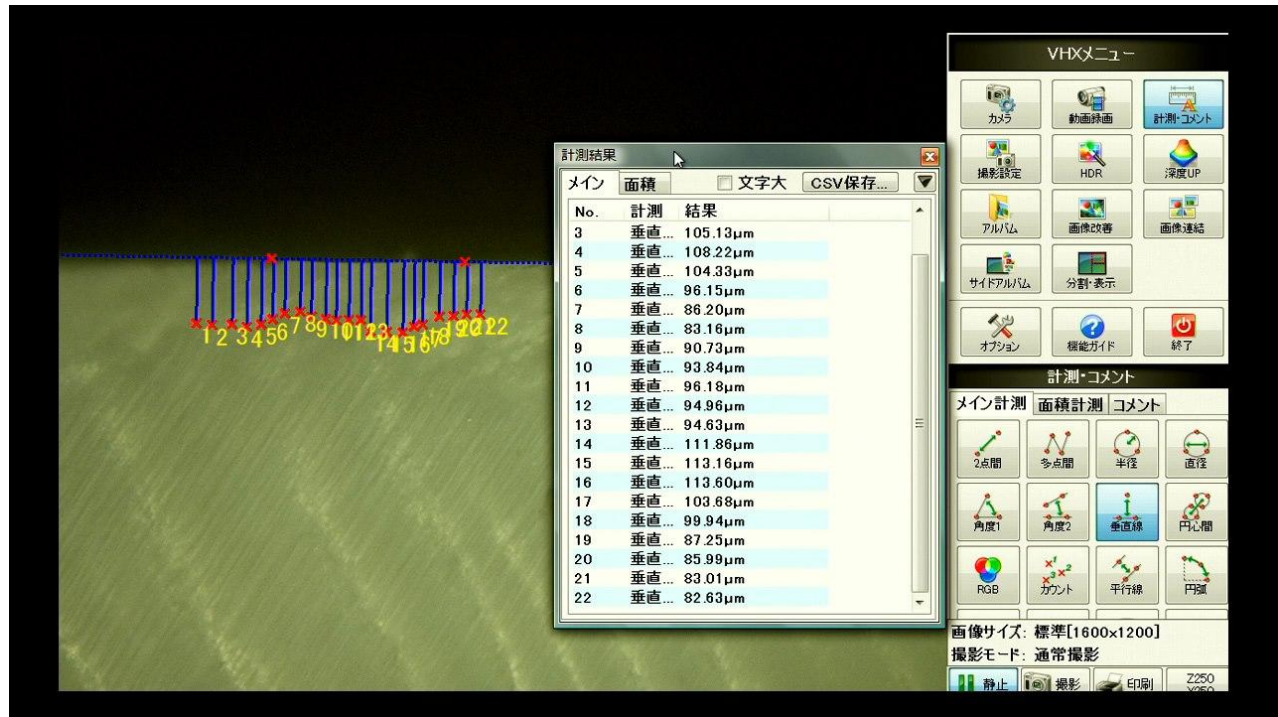 VHXメニュー
カメラ
動画録画
計測・コメント
撮影設定
HDR
深度UP
アルバム
画像改善
画像連結
サイドアルバム
分割・表示
オプション
機能ガイド
終了
計測結果
メイン 面積 文字大 CSV保存...
No. 計測 結果
3 垂直... 105.13µm
4 垂直... 108.22µm
5 垂直... 104.33µm
6 垂直... 96.15µm
7 垂直... 86.20µm
8 垂直... 83.16µm
9 垂直... 90.73µm
10 垂直... 93.84µm
11 垂直... 96.18µm
12 垂直... 94.96µm
13 垂直... 94.63µm
14 垂直... 111.86µm
15 垂直... 113.16µm
16 垂直... 113.60µm
17 垂直... 103.68µm
18 垂直... 99.94µm
19 垂直... 87.25µm
20 垂直... 85.99µm
21 垂直... 83.01µm
22 垂直... 82.63µm
1 2 3 4 5 6 7 8 9 10 11 12 13 14 15 16 17 18 19 20 21 22
計測・コメント
メイン計測 面積計測 コメント
2点間
多点間
半径
直径
角度1
角度2
垂直線
円心間
RGB
カウント
平行線
円弧
画像サイズ: 標準[1600×1200]
撮影モード: 通常撮影
静止 撮影 印刷 Z250